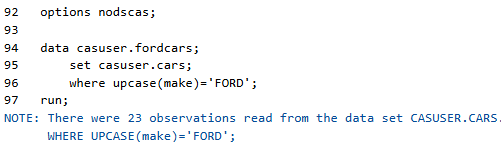 92   options nodscas;
93
94   data casuser.fordcars;
95       set casuser.cars;
96       where upcase(make)='FORD';
97   run;
NOTE: There were 23 observations read from the data set CASUSER.CARS.
      WHERE UPCASE(make)='FORD';